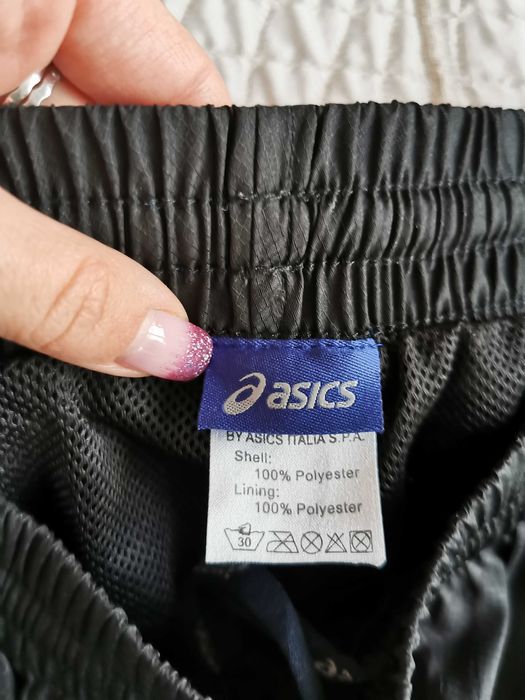 asics
BY ASICS ITALIA S.P.A.
Shell:
100% Polyester
Lining:
100% Polyester
30